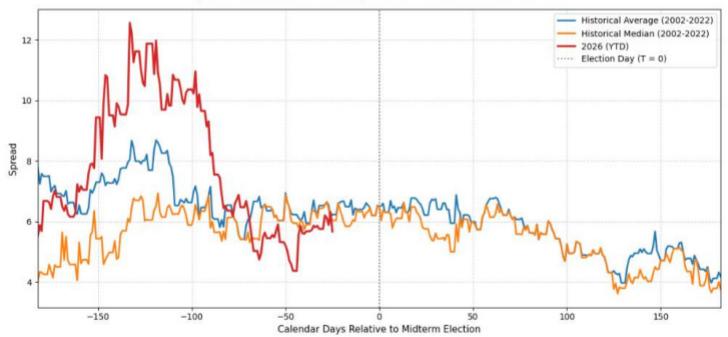 Historical Average (2002-2022)
Historical Median (2002-2022)
2026 (YTD)
Election Day (T = 0)
12
10
8
6
4
Spread
−150
−100
−50
0
50
100
150
Calendar Days Relative to Midterm Election